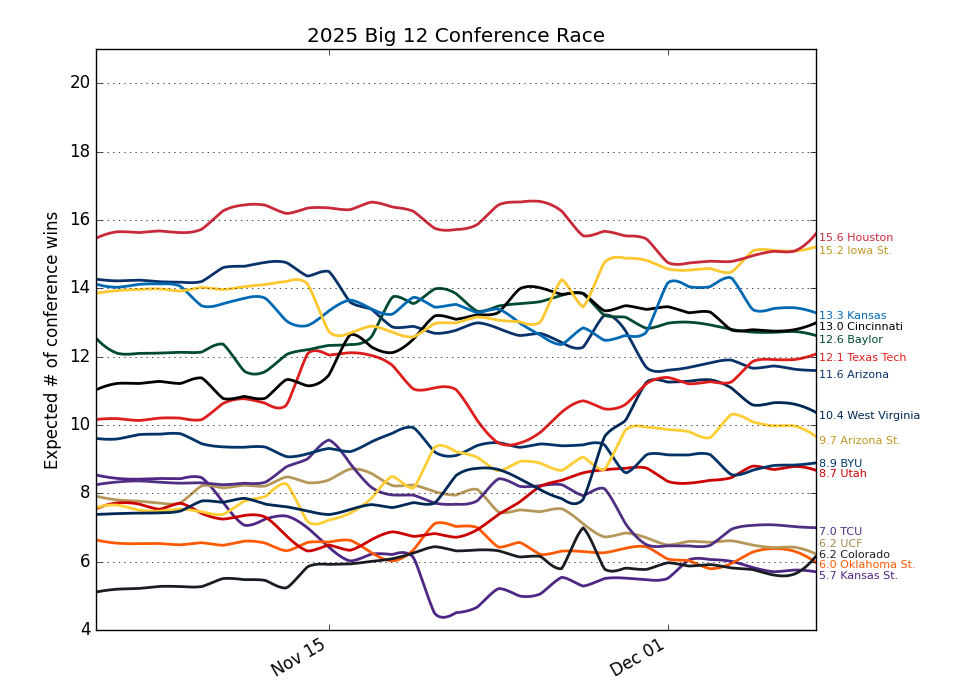 2025 Big 12 Conference Race
Expected # of conference wins
20
18
16
14
12
10
8
6
4
Nov 15
Dec 01
15.6 Houston
15.2 Iowa St.
13.3 Kansas
13.0 Cincinnati
12.6 Baylor
12.1 Texas Tech
11.6 Arizona
10.4 West Virginia
9.7 Arizona St.
8.9 BYU
8.7 Utah
7.0 TCU
6.2 UCF
6.2 Colorado
6.0 Oklahoma St.
5.7 Kansas St.